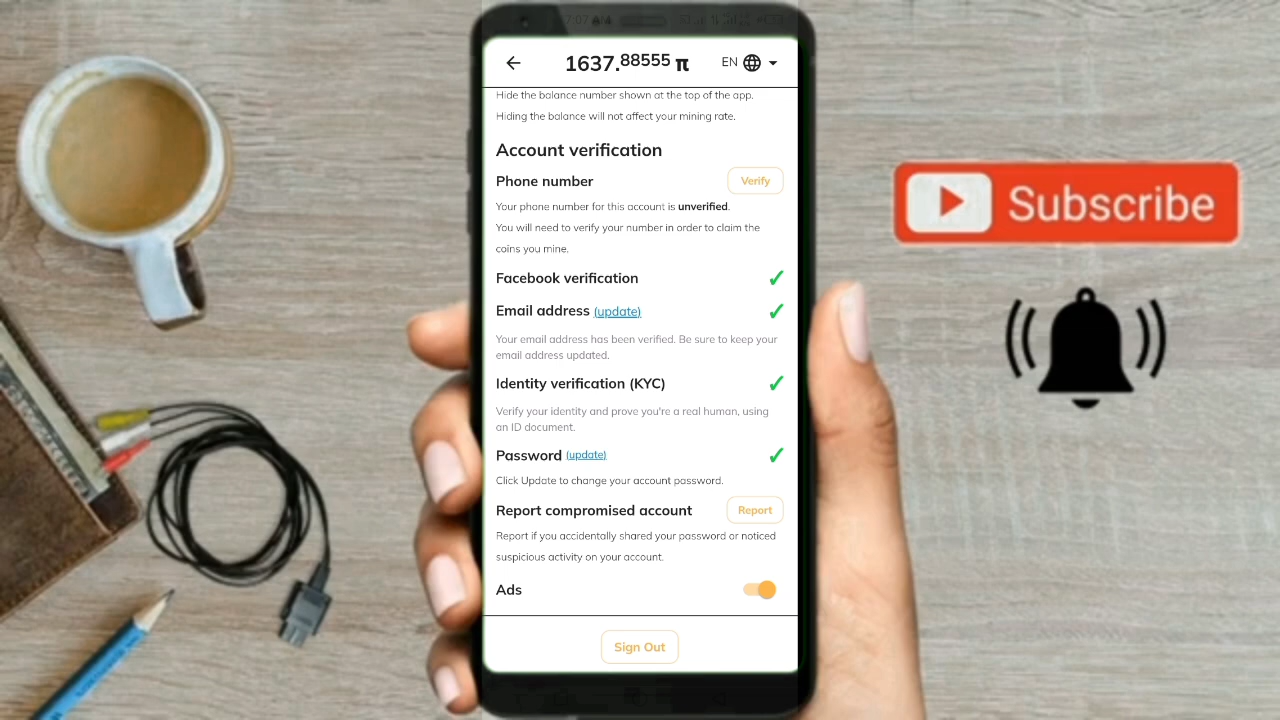 7:07 AM
1637.88555 π
EN
Hide the balance number shown at the top of the app.
Hiding the balance will not affect your mining rate.
Account verification
Phone number
Verify
Your phone number for this account is unverified.
You will need to verify your number in order to claim the
coins you mine.
Facebook verification
Email address (update)
Your email address has been verified. Be sure to keep your
email address updated.
Identity verification (KYC)
Verify your identity and prove you're a real human, using
an ID document.
Password (update)
Click Update to change your account password.
Report compromised account
Report
Report if you accidentally shared your password or noticed
suspicious activity on your account.
Ads
Sign Out
Subscribe